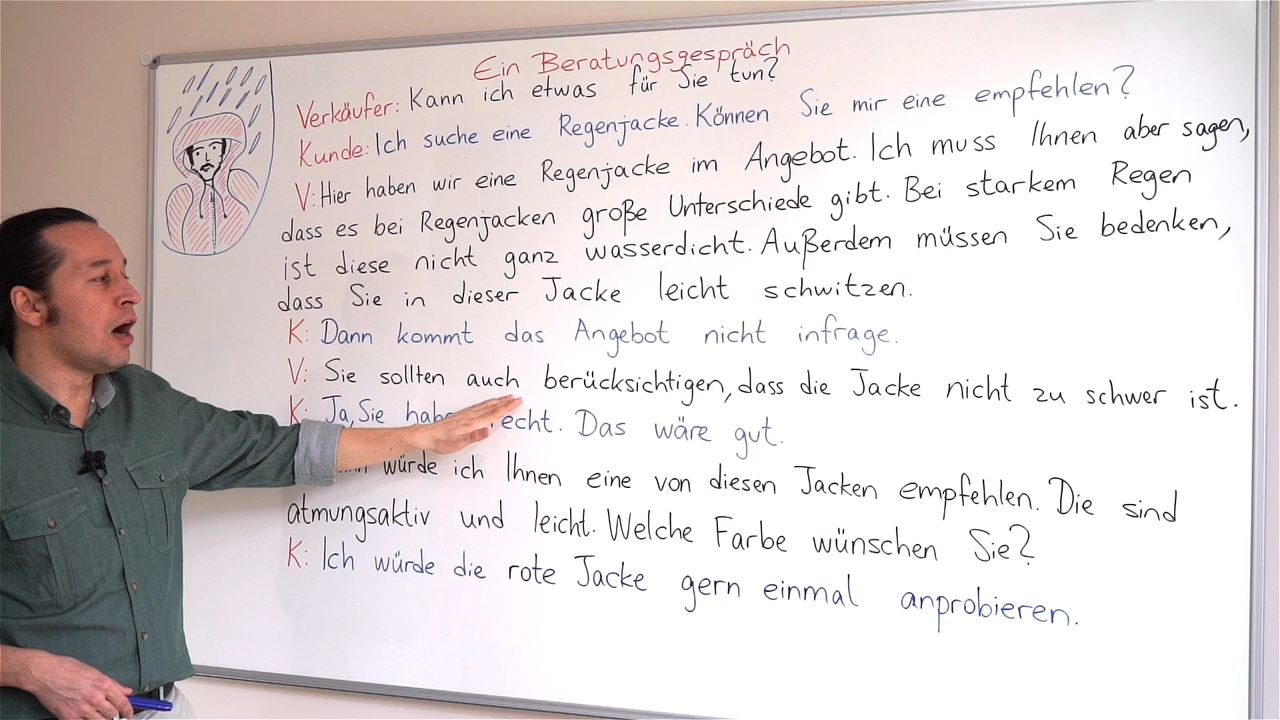 Ein Beratungsgespräch
Verkäufer: Kann ich etwas für Sie tun?
Kunde: Ich suche eine Regenjacke. Können Sie mir eine empfehlen?
V: Hier haben wir eine Regenjacke im Angebot. Ich muss Ihnen aber sagen,
dass es bei Regenjacken große Unterschiede gibt. Bei starkem Regen
ist diese nicht ganz wasserdicht. Außerdem müssen Sie bedenken,
dass Sie in dieser Jacke leicht schwitzen.
K: Dann kommt das Angebot nicht infrage.
V: Sie sollten auch berücksichtigen, dass die Jacke nicht zu schwer ist.
K: Ja, Sie recht. Das wäre gut.
würde ich Ihnen eine von diesen Jacken empfehlen. Die sind
atmungsaktiv und leicht. Welche Farbe wünschen Sie?
K: Ich würde die rote Jacke gern einmal anprobieren.